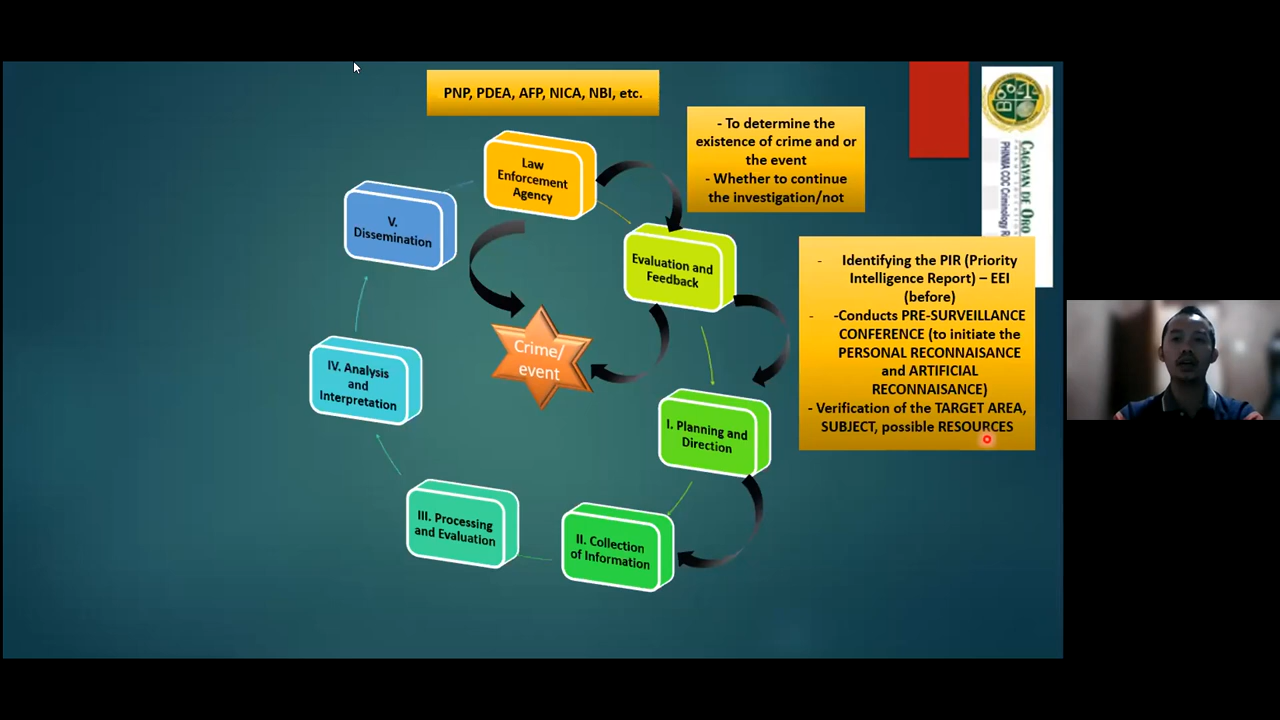 PNP, PDEA, AFP, NICA, NBI, etc.
Law
Enforcement
Agency
- To determine the
existence of crime and or
the event
- Whether to continue
the investigation/not
V.
Dissemination
Evaluation and
Feedback
Crime/
event
- Identifying the PIR (Priority
Intelligence Report) – EEI
(before)
- -Conducts PRE-SURVEILLANCE
CONFERENCE (to initiate the
PERSONAL RECONNAISANCE
and ARTIFICIAL
RECONNAISANCE)
- Verification of the TARGET AREA,
SUBJECT, possible RESOURCES
IV. Analysis
and
Interpretation
I. Planning and
Direction
III. Processing
and Evaluation
II. Collection
of Information
CAGAYAN DE ORO
PHINMA EDUCATION
PHINMA COC Criminology